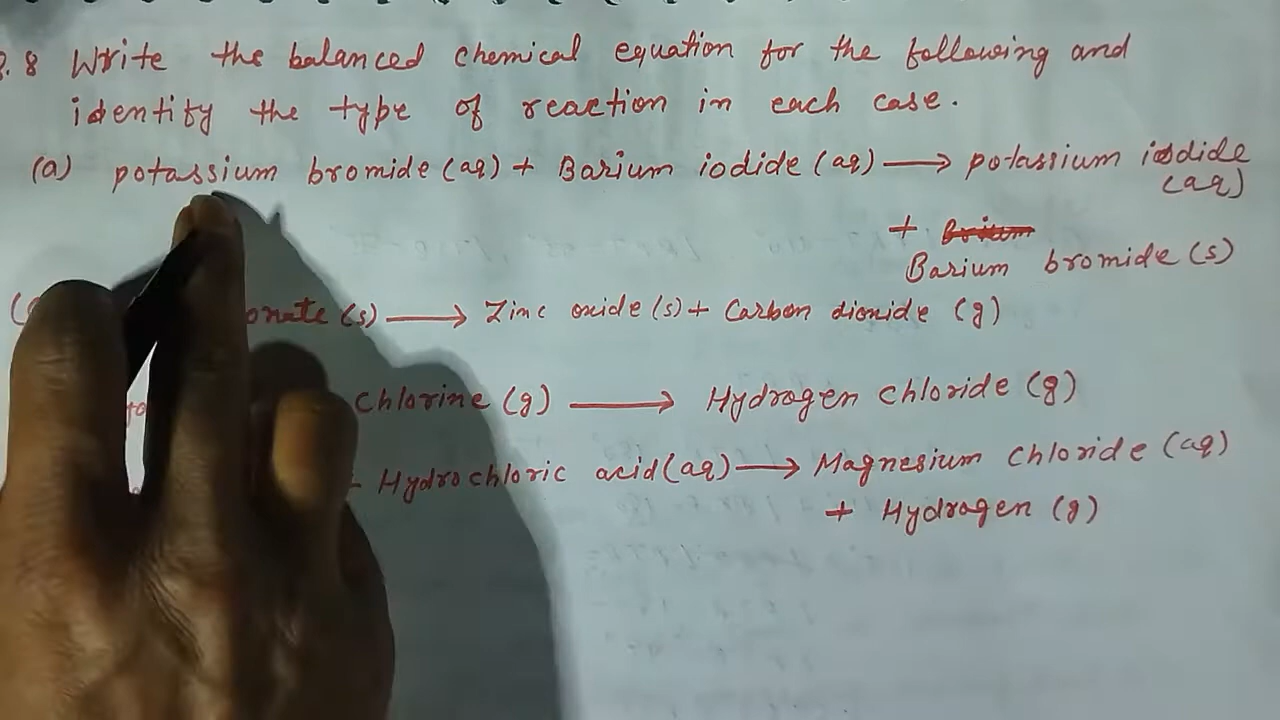 8 Write the balanced chemical equation for the following and
identify the type of reaction in each case.
(a) potassium bromide (aq) + Barium iodide (aq) ⟶ potassium iodide
(aq)
+
Barium bromide (s)
onate (s) ⟶ Zinc oxide (s) + Carbon dioxide (g)
chlorine (g) ⟶ Hydrogen chloride (g)
Hydrochloric acid (aq) ⟶ Magnesium chloride (aq)
+ Hydrogen (g)